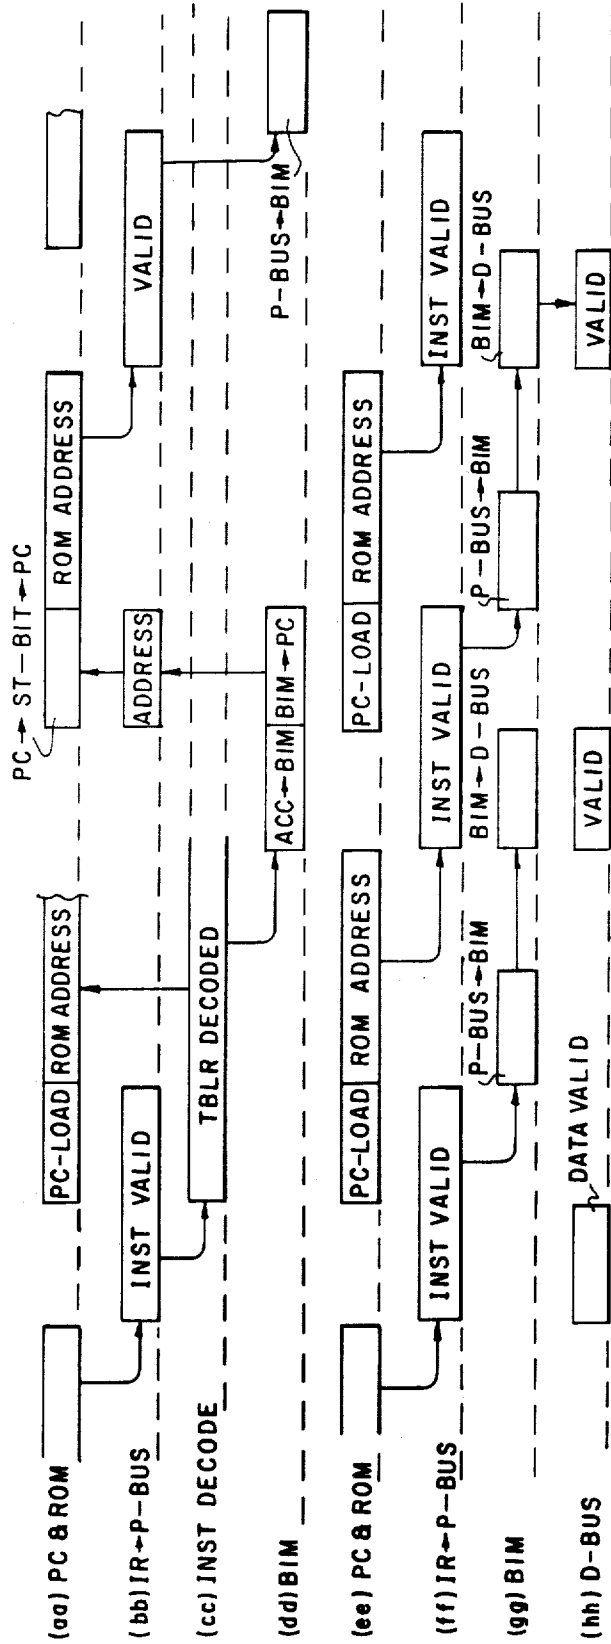 PC→ST-BIT←PC
(aa) PC & ROM
PC-LOAD
ROM ADDRESS
ROM ADDRESS
(bb) IR←P-BUS
INST VALID
ADDRESS
VALID
(cc) INST DECODE
TBLR DECODED
(dd) BIM
ACC←BIM
BIM→PC
P-BUS→BIM
(ee) PC & ROM
PC-LOAD
ROM ADDRESS
PC-LOAD
ROM ADDRESS
(ff) IR←P-BUS
INST VALID
INST VALID
INST VALID
P-BUS→BIM
BIM→D-BUS
P-BUS→BIM
BIM→D-BUS
(gg) BIM
DATA VALID
(hh) D-BUS
VALID
VALID